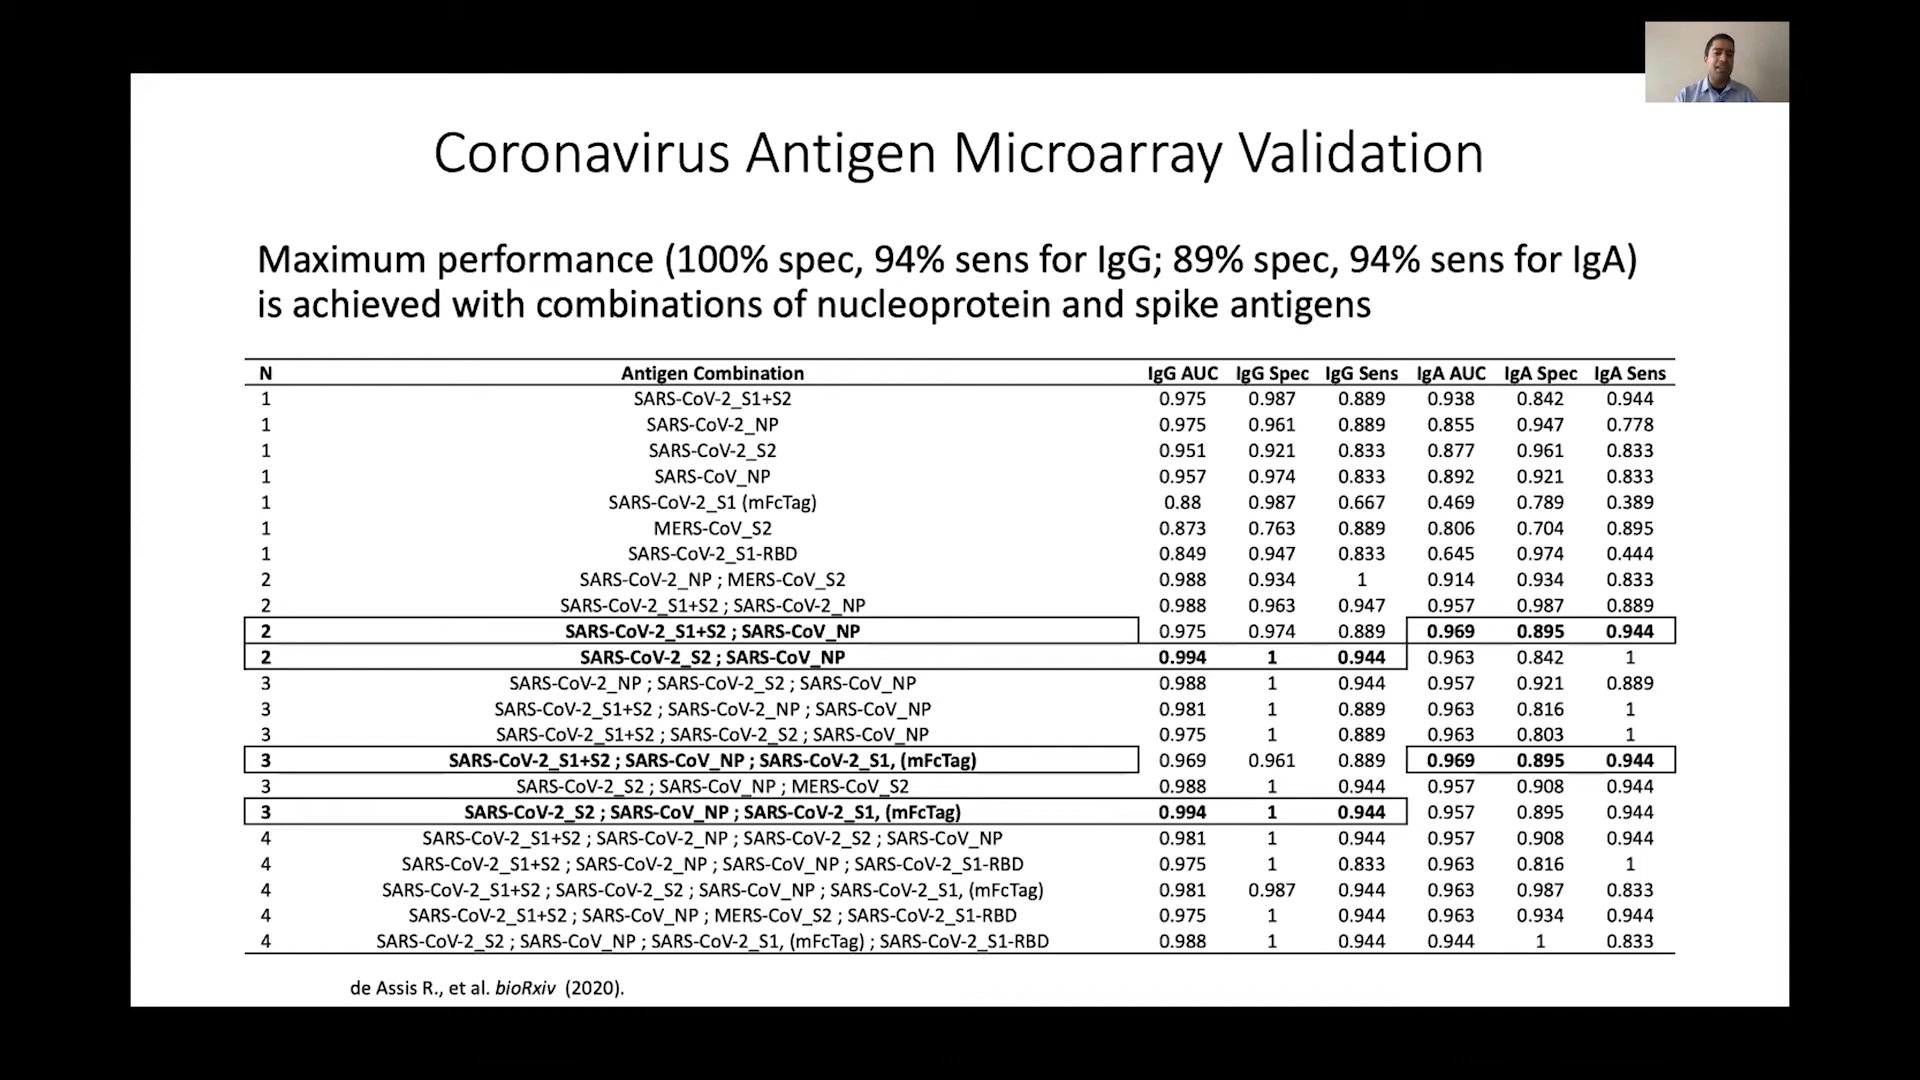 Coronavirus Antigen Microarray Validation
Maximum performance (100% spec, 94% sens for IgG; 89% spec, 94% sens for IgA)
is achieved with combinations of nucleoprotein and spike antigens
N Antigen Combination IgG AUC IgG Spec IgG Sens IgA AUC IgA Spec IgA Sens
1 SARS-CoV-2_S1+S2 0.975 0.987 0.889 0.938 0.842 0.944
1 SARS-CoV-2_NP 0.975 0.961 0.889 0.855 0.947 0.778
1 SARS-CoV-2_S2 0.951 0.921 0.833 0.877 0.961 0.833
1 SARS-CoV_NP 0.957 0.974 0.833 0.892 0.921 0.833
1 SARS-CoV-2_S1 (mFcTag) 0.88 0.987 0.667 0.469 0.789 0.389
1 MERS-CoV_S2 0.873 0.763 0.889 0.806 0.704 0.895
1 SARS-CoV-2_S1-RBD 0.849 0.947 0.833 0.645 0.974 0.444
2 SARS-CoV-2_NP ; MERS-CoV_S2 0.988 0.934 1 0.914 0.934 0.833
2 SARS-CoV-2_S1+S2 ; SARS-CoV-2_NP 0.988 0.963 0.947 0.957 0.987 0.889
2 SARS-CoV-2_S1+S2 ; SARS-CoV_NP 0.975 0.974 0.889 0.969 0.895 0.944
2 SARS-CoV-2_S2 ; SARS-CoV_NP 0.994 1 0.944 0.963 0.842 1
3 SARS-CoV-2_NP ; SARS-CoV-2_S2 ; SARS-CoV_NP 0.988 1 0.944 0.957 0.921 0.889
3 SARS-CoV-2_S1+S2 ; SARS-CoV-2_NP ; SARS-CoV_NP 0.981 1 0.889 0.963 0.816 1
3 SARS-CoV-2_S1+S2 ; SARS-CoV-2_S2 ; SARS-CoV_NP 0.975 1 0.889 0.963 0.803 1
3 SARS-CoV-2_S1+S2 ; SARS-CoV_NP ; SARS-CoV-2_S1, (mFcTag) 0.969 0.961 0.889 0.969 0.895 0.944
3 SARS-CoV-2_S2 ; SARS-CoV_NP ; MERS-CoV_S2 0.988 1 0.944 0.957 0.908 0.944
3 SARS-CoV-2_S2 ; SARS-CoV_NP ; SARS-CoV-2_S1, (mFcTag) 0.994 1 0.944 0.957 0.895 0.944
4 SARS-CoV-2_S1+S2 ; SARS-CoV-2_NP ; SARS-CoV-2_S2 ; SARS-CoV_NP 0.981 1 0.944 0.957 0.908 0.944
4 SARS-CoV-2_S1+S2 ; SARS-CoV-2_NP ; SARS-CoV_NP ; SARS-CoV-2_S1-RBD 0.975 1 0.833 0.963 0.816 1
4 SARS-CoV-2_S1+S2 ; SARS-CoV-2_S2 ; SARS-CoV_NP ; SARS-CoV-2_S1, (mFcTag) 0.981 0.987 0.944 0.963 0.987 0.833
4 SARS-CoV-2_S1+S2 ; SARS-CoV_NP ; MERS-CoV_S2 ; SARS-CoV-2_S1-RBD 0.975 1 0.944 0.963 0.934 0.944
4 SARS-CoV-2_S2 ; SARS-CoV_NP ; SARS-CoV-2_S1, (mFcTag) ; SARS-CoV-2_S1-RBD 0.988 1 0.944 0.944 1 0.833
de Assis R., et al. bioRxiv (2020).